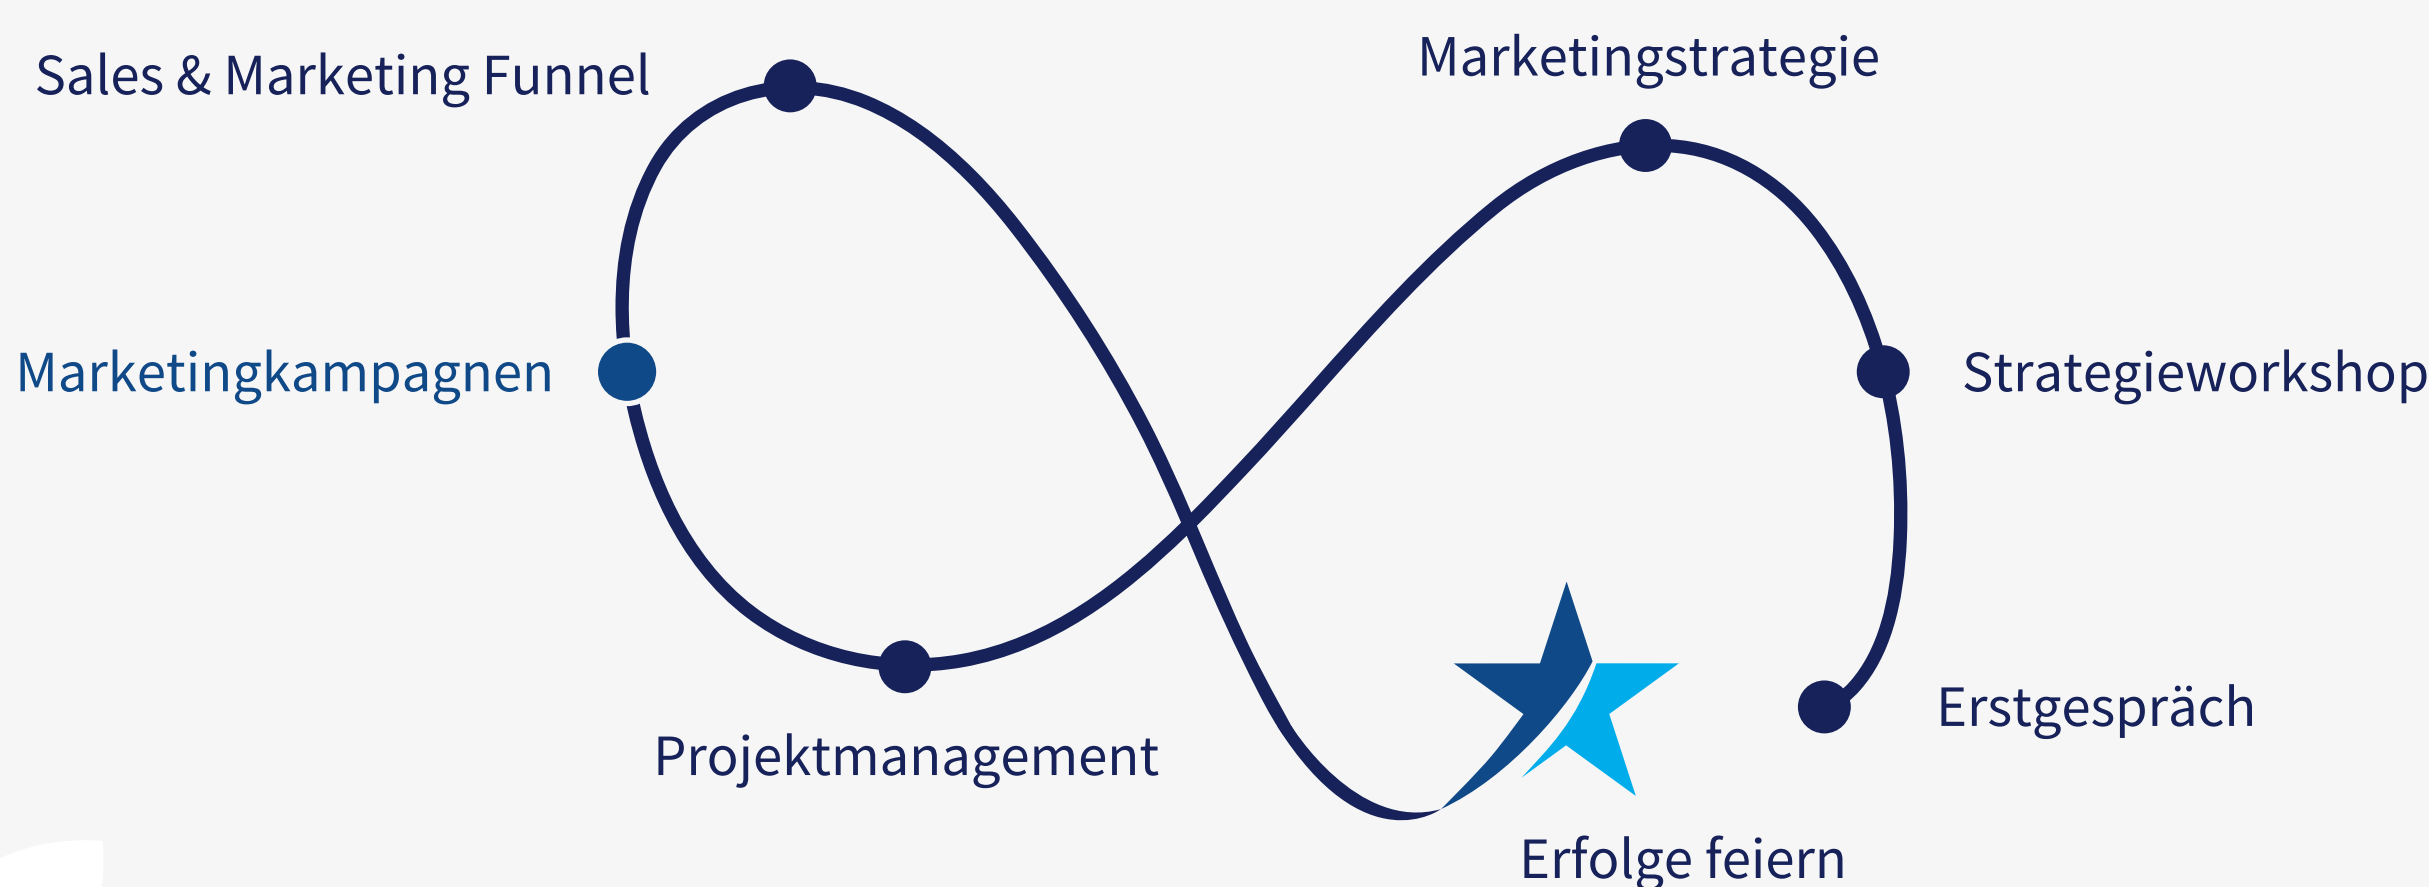 Marketingstrategie
Sales & Marketing Funnel
Marketingkampagnen
Strategieworkshop
Erstgespräch
Projektmanagement
Erfolge feiern